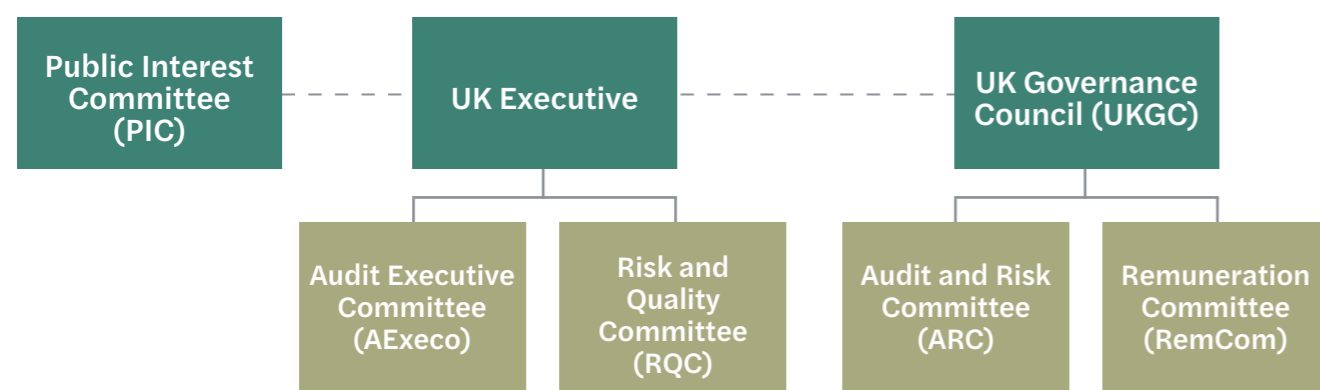 Public Interest
Committee
(PIC)
UK Executive
UK Governance
Council (UKGC)
Audit Executive
Committee
(AExeco)
Risk and
Quality
Committee
(RQC)
Audit and Risk
Committee
(ARC)
Remuneration
Committee
(RemCom)